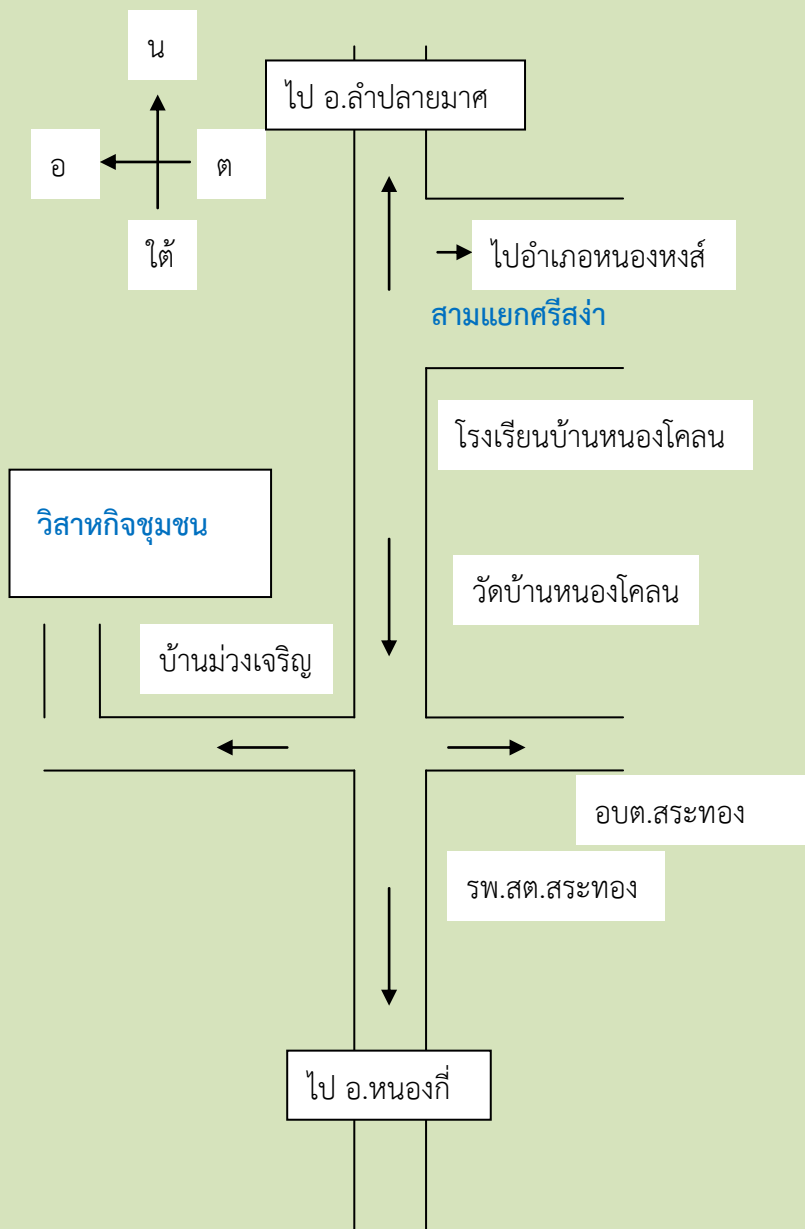 น
ไป อ.ลำปลายมาศ
อ
ต
ใต้
ไปอำเภอหนองหงส์
สามแยกศรีสง่า
โรงเรียนบ้านหนองโคลน
วิสาหกิจชุมชน
วัดบ้านหนองโคลน
บ้านม่วงเจริญ
อบต.สระทอง
รพ.สต.สระทอง
ไป อ.หนองกี่